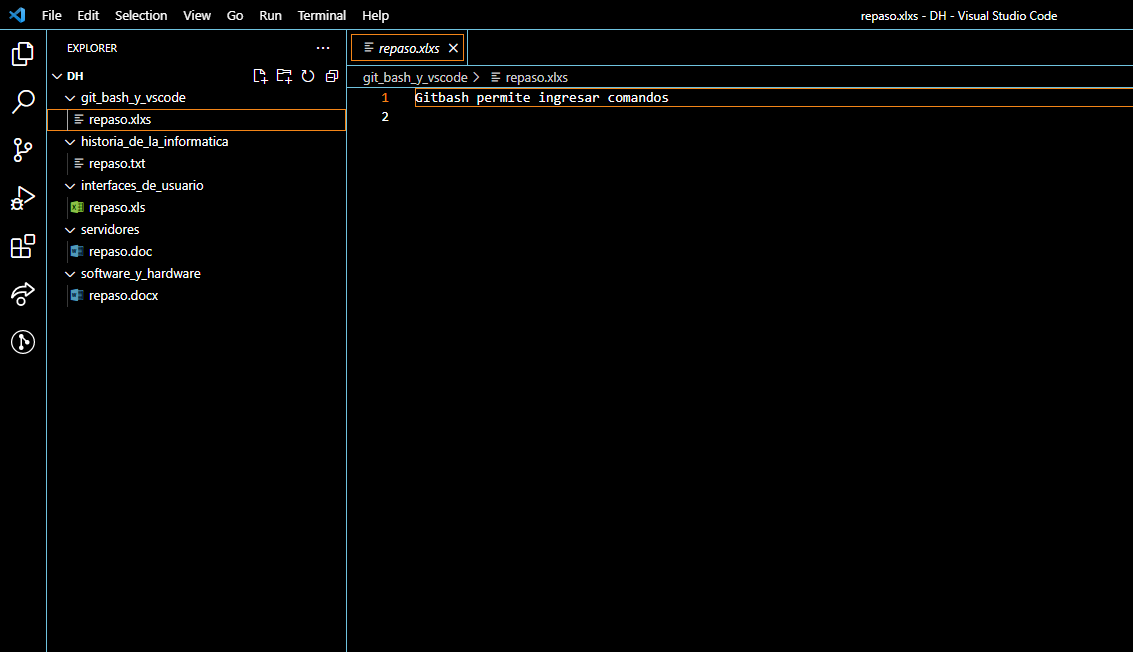 File Edit Selection View Go Run Terminal Help repaso.xlxs - DH - Visual Studio Code
EXPLORER
DH
git_bash_y_vscode
repaso.xlxs
historia_de_la_informatica
repaso.txt
interfaces_de_usuario
repaso.xls
servidores
repaso.doc
software_y_hardware
repaso.docx
repaso.xlxs
git_bash_y_vscode > repaso.xlxs
1 Gitbash permite ingresar comandos
2